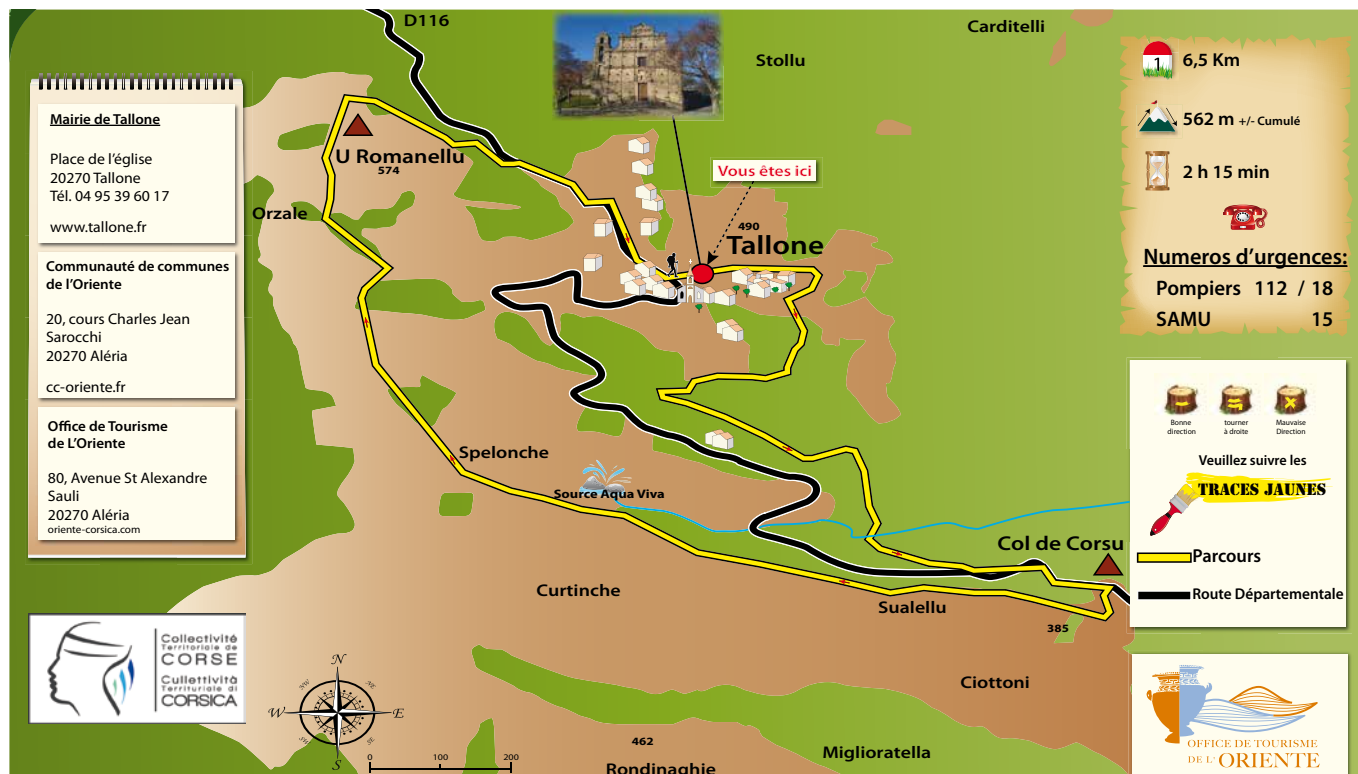 D116
Carditelli
Stollu
Mairie de Tallone
Place de l'église
20270 Tallone
Tél. 04 95 39 60 17
www.tallone.fr
Communauté de communes
de l'Oriente
20, cours Charles Jean
Sarocchi
20270 Aléria
cc-oriente.fr
Office de Tourisme
de L'Oriente
80, Avenue St Alexandre
Sauli
20270 Aléria
oriente-corsica.com
U Romanellu
574
Orzale
Vous êtes ici
490
Tallone
Spelonche
Source Aqua Viva
Col de Corsu
Curtinche
Sualellu
385
Ciottoni
462
Miglioratella
Rondinaghie
1
6,5 Km
562 m +/- Cumulé
2 h 15 min
Numeros d'urgences:
Pompiers 112 / 18
SAMU 15
Bonne
direction
tourner
à droite
Mauvaise
Direction
Veuillez suivre les
TRACES JAUNES
Parcours
Route Départementale
Collectivité
Territoriale de
CORSE
Cullettività
Territuriale di
CORSICA
N
NE
E
SE
S
SW
W
NW
0 100 200
OFFICE DE TOURISME
DE L'ORIENTE